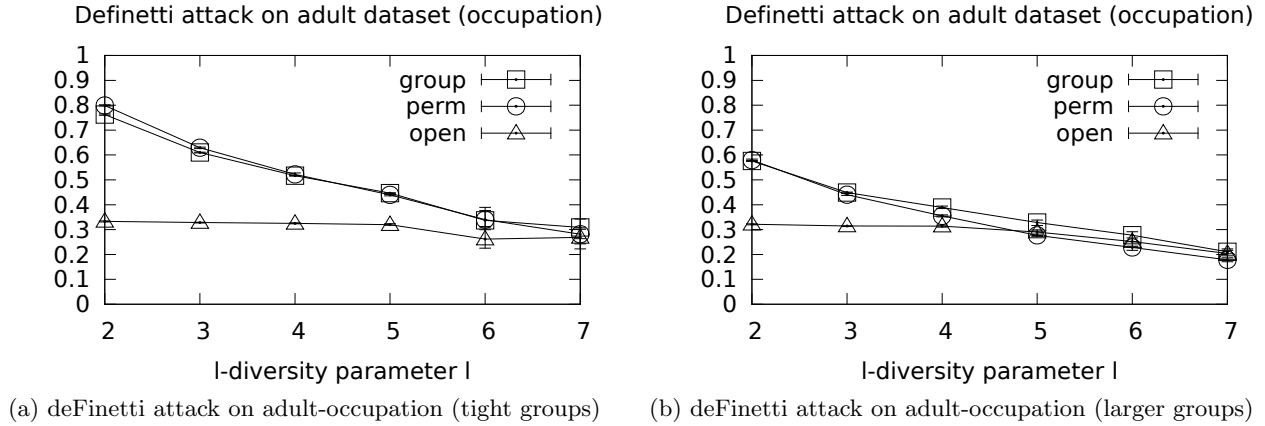 Definetti attack on adult dataset (occupation)
1
0.9
0.8
0.7
0.6
0.5
0.4
0.3
0.2
0.1
0
group
perm
open
2 3 4 5 6 7
l-diversity parameter l
(a) deFinetti attack on adult-occupation (tight groups)
Definetti attack on adult dataset (occupation)
1
0.9
0.8
0.7
0.6
0.5
0.4
0.3
0.2
0.1
0
group
perm
open
2 3 4 5 6 7
l-diversity parameter l
(b) deFinetti attack on adult-occupation (larger groups)